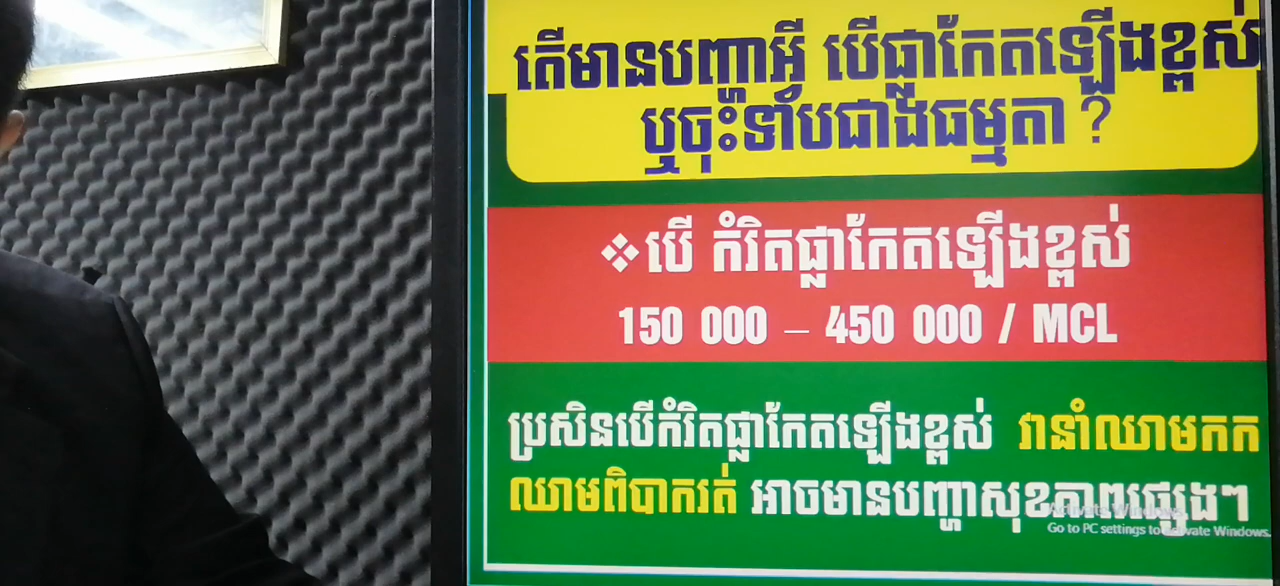 តើមានបញ្ហាអ្វី បើផ្លាកែតឡើងខ្ពស់
ឬចុះទាបជាងធម្មតា ?
❖បើ កំរិតផ្លាកែតឡើងខ្ពស់
150 000 – 450 000 / MCL
ប្រសិនបើកំរិតផ្លាកែតឡើងខ្ពស់ វានាំឈាមកក
ឈាមពិបាករត់ អាចមានបញ្ហាសុខភាពផ្សេងៗ
Activate Windows
Go to PC settings to activate Windows.